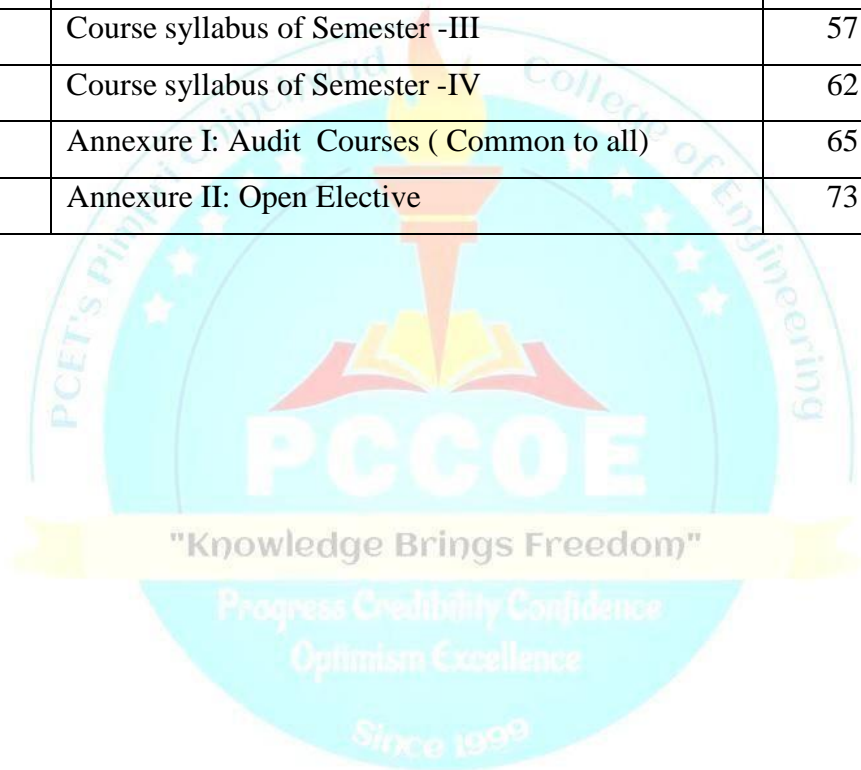 Course syllabus of Semester -III 57
Course syllabus of Semester -IV 62
Annexure I: Audit Courses ( Common to all) 65
Annexure II: Open Elective 73
PCET's Pimpri Chinchwad College of Engineering
PCCOE
"Knowledge Brings Freedom"
Progress Credibility Confidence
Optimism Excellence
Since 1999